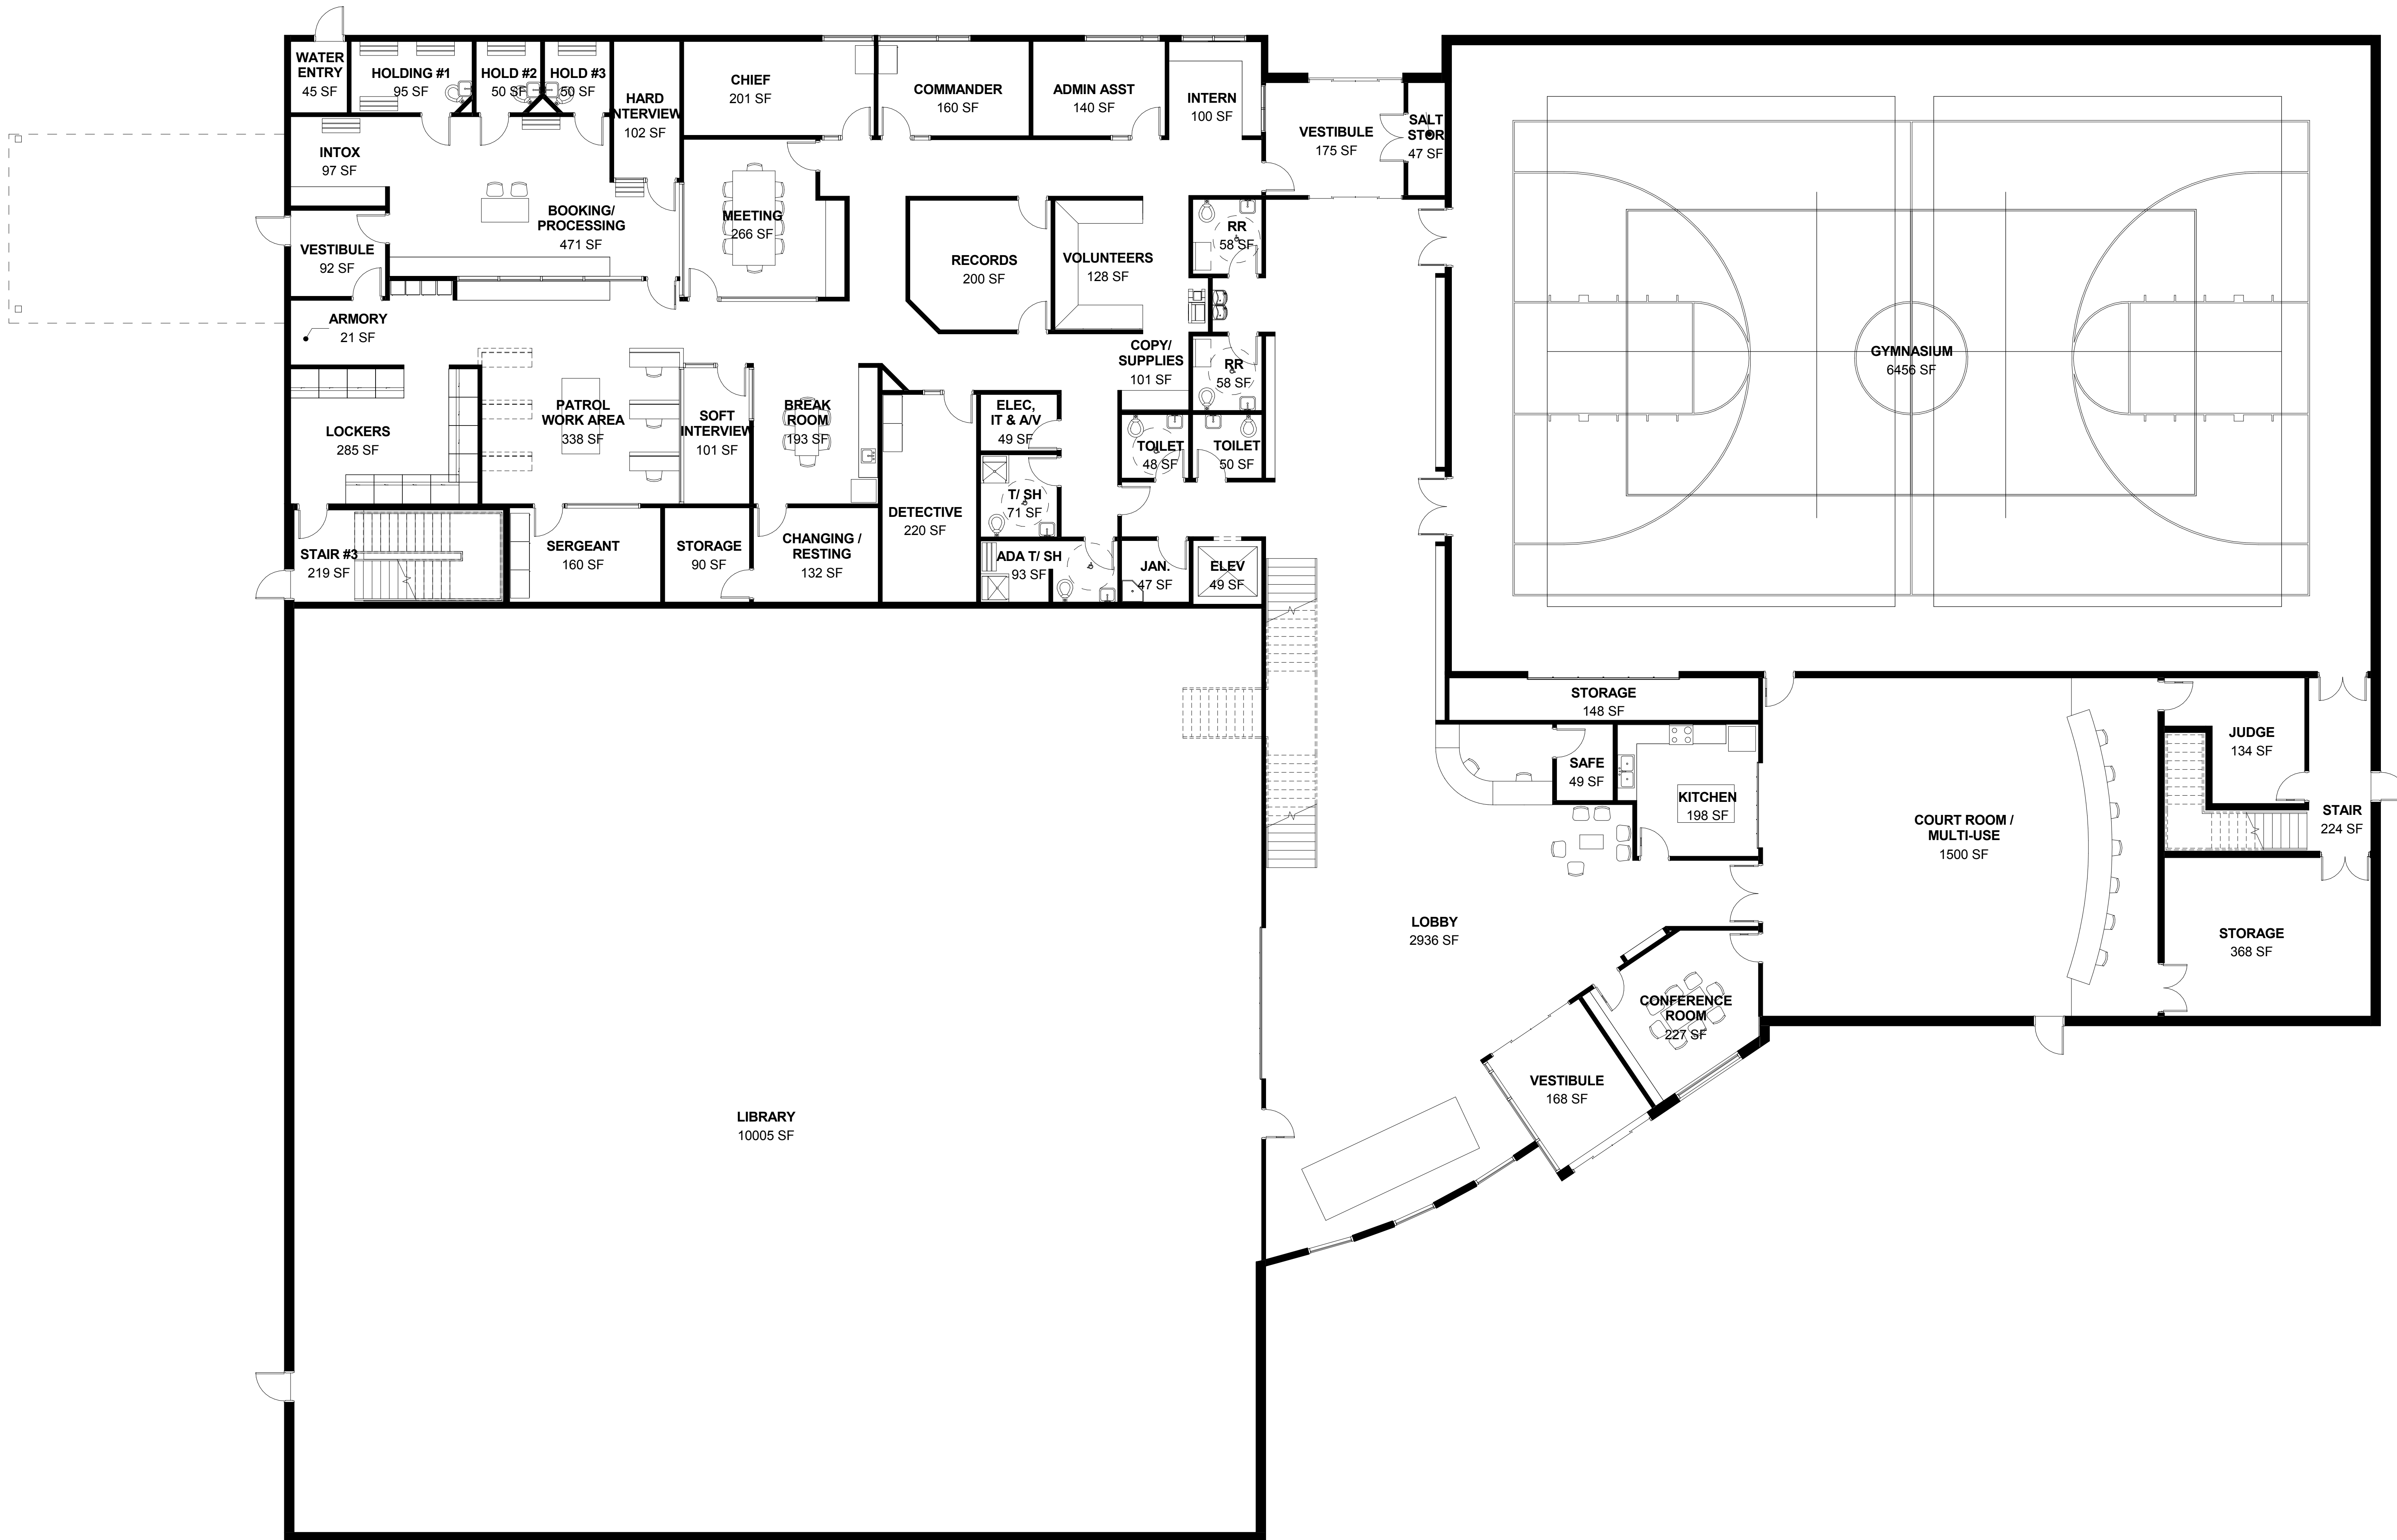 WATER
ENTRY
45 SF
HOLDING #1
95 SF
HOLD #2
50 SF
HOLD #3
50 SF
HARD
INTERVIEW
102 SF
CHIEF
201 SF
COMMANDER
160 SF
ADMIN ASST
140 SF
INTERN
100 SF
VESTIBULE
175 SF
SALT
STOR
47 SF
INTOX
97 SF
BOOKING/
PROCESSING
471 SF
MEETING
266 SF
VESTIBULE
92 SF
RECORDS
200 SF
VOLUNTEERS
128 SF
RR
58 SF
ARMORY
21 SF
COPY/
SUPPLIES
101 SF
RR
58 SF
GYMNASIUM
6456 SF
LOCKERS
285 SF
PATROL
WORK AREA
338 SF
SOFT
INTERVIEW
101 SF
BREAK
ROOM
193 SF
ELEC,
IT & A/V
49 SF
TOILET
48 SF
TOILET
50 SF
T/ SH
71 SF
DETECTIVE
220 SF
STAIR #3
219 SF
SERGEANT
160 SF
STORAGE
90 SF
CHANGING /
RESTING
132 SF
ADA T/ SH
93 SF
JAN.
47 SF
ELEV
49 SF
STORAGE
148 SF
SAFE
49 SF
KITCHEN
198 SF
COURT ROOM /
MULTI-USE
1500 SF
JUDGE
134 SF
STAIR
224 SF
LOBBY
2936 SF
STORAGE
368 SF
CONFERENCE
ROOM
227 SF
VESTIBULE
168 SF
LIBRARY
10005 SF